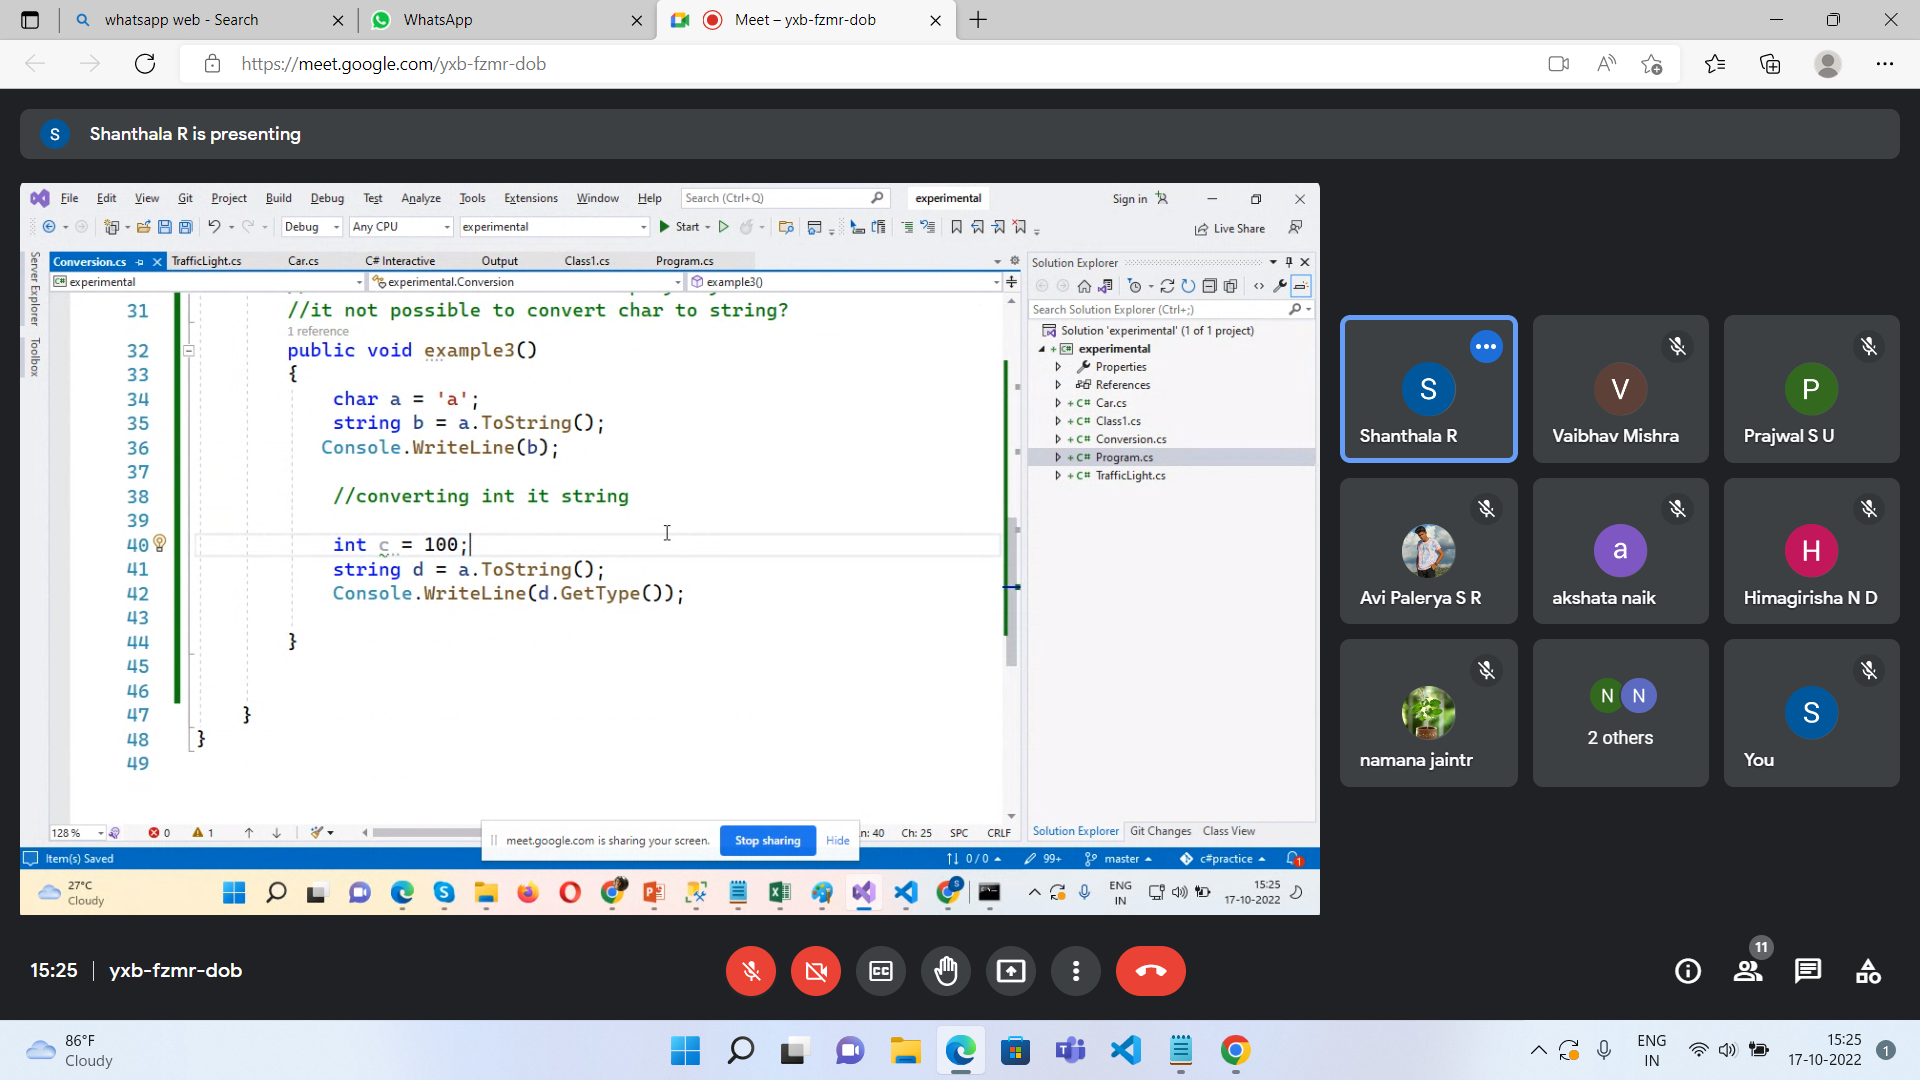 whatsapp web - Search
WhatsApp
Meet – yxb-fzmr-dob
https://meet.google.com/yxb-fzmr-dob
S
Shanthala R is presenting
File Edit View Git Project Build Debug Test Analyze Tools Extensions Window Help Search (Ctrl+Q) experimental Sign in
Debug Any CPU experimental Start Live Share
Server Explorer
Toolbox
Conversion.cs TrafficLight.cs Car.cs C# Interactive Output Class1.cs Program.cs
experimental experimental.Conversion example3()
31 //it not possible to convert char to string?
1 reference
32 public void example3()
33 {
34 char a = 'a';
35 string b = a.ToString();
36 Console.WriteLine(b);
37
38 //converting int it string
39
40 int c = 100;
41 string d = a.ToString();
42 Console.WriteLine(d.GetType());
43
44 }
45
46
47 }
48 }
49
128 % 0 1 Ln: 40 Ch: 25 SPC CRLF
meet.google.com is sharing your screen. Stop sharing Hide
Solution Explorer
Search Solution Explorer (Ctrl+;)
Solution 'experimental' (1 of 1 project)
experimental
Properties
References
C# Car.cs
C# Class1.cs
C# Conversion.cs
C# Program.cs
C# TrafficLight.cs
Solution Explorer Git Changes Class View
Item(s) Saved 0 / 0 99+ master c#practice 1
27°C
Cloudy
ENG
IN
15:25
17-10-2022
S
Shanthala R
V
Vaibhav Mishra
P
Prajwal S U
Avi Palerya S R
a
akshata naik
H
Himagirisha N D
namana jaintr
N N
2 others
S
You
15:25 | yxb-fzmr-dob
CC
11
86°F
Cloudy
ENG
IN
15:25
17-10-2022
1